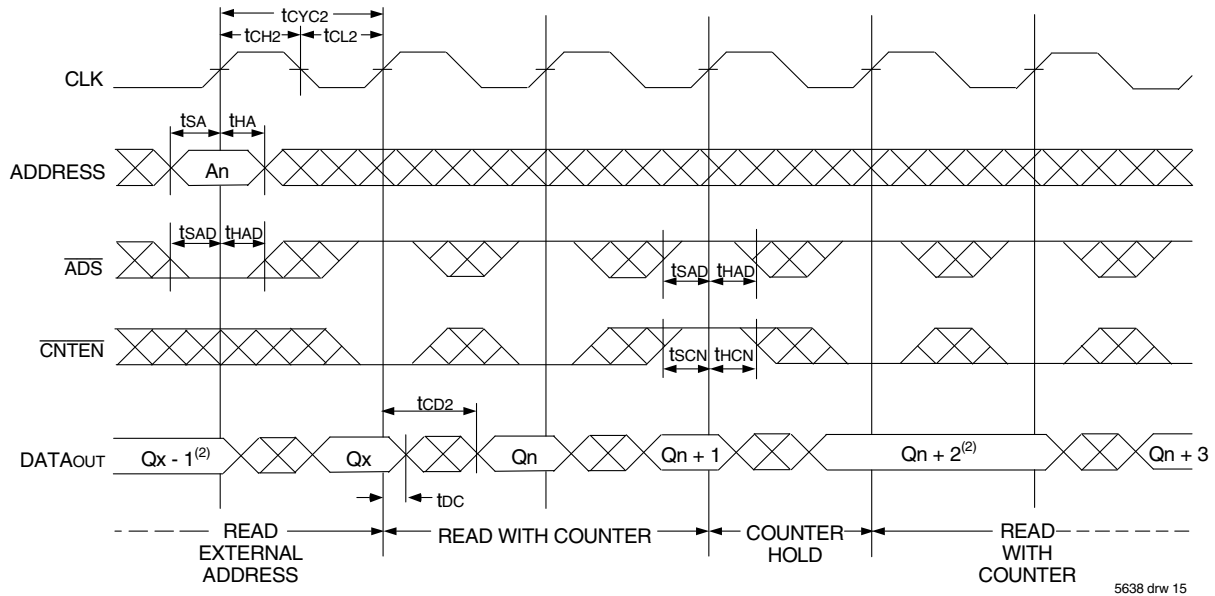 tCYC2
tCH2 tCL2
CLK
tSA tHA
ADDRESS An
tSAD tHAD
ADS
tSAD tHAD
CNTEN
tSCN tHCN
tCD2
DATAOUT Qx - 1(2) Qx Qn Qn + 1 Qn + 2(2) Qn + 3
tDC
READ
EXTERNAL
ADDRESS
READ WITH COUNTER
COUNTER
HOLD
READ
WITH
COUNTER
5638 drw 15